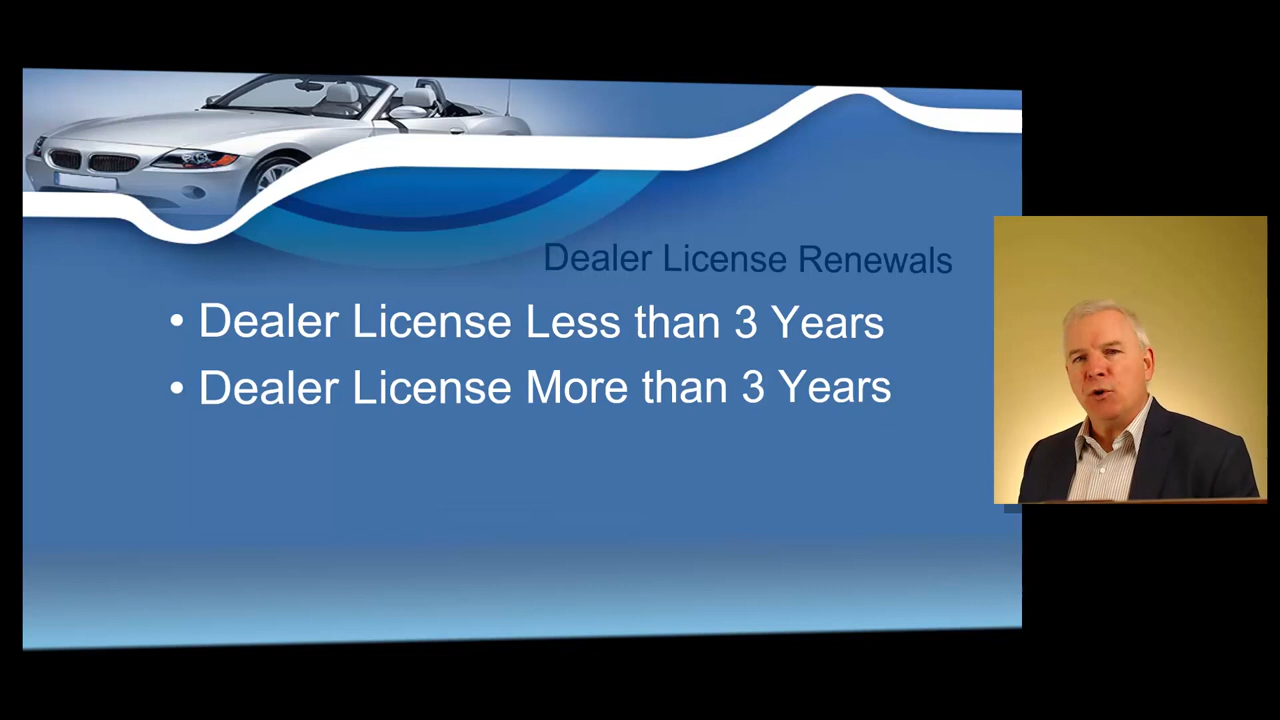 Dealer License Renewals
• Dealer License Less than 3 Years
• Dealer License More than 3 Years